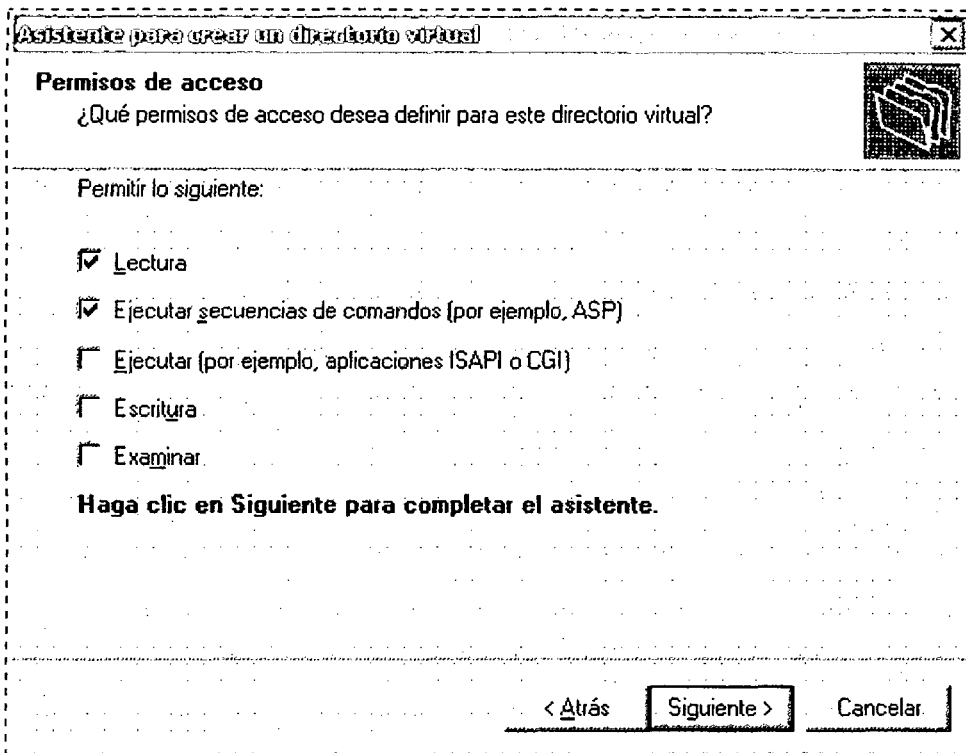 Asistente para crear un directorio virtual
Permisos de acceso
¿Qué permisos de acceso desea definir para este directorio virtual?
Permitir lo siguiente:
Lectura
Ejecutar secuencias de comandos (por ejemplo, ASP)
Ejecutar (por ejemplo, aplicaciones ISAPI o CGI)
Escritura
Examinar
Haga clic en Siguiente para completar el asistente.
< Atrás Siguiente > Cancelar